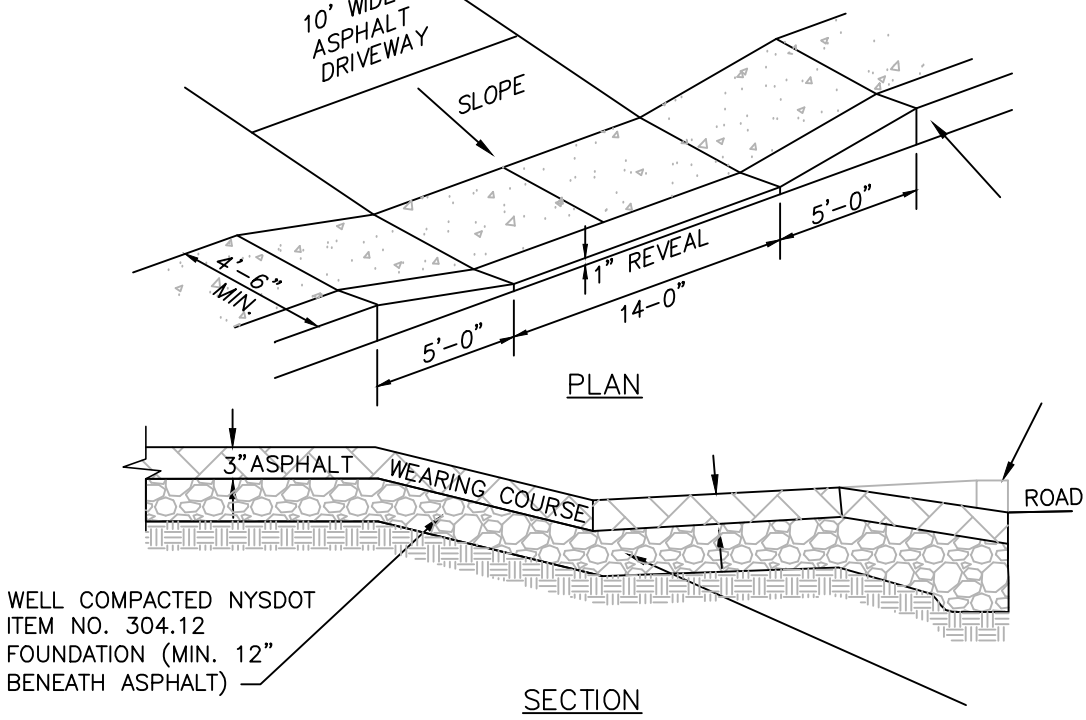 10' WIDE
ASPHALT
DRIVEWAY
SLOPE
4'-6"
MIN.
5'-0"
1" REVEAL
14-0"
5'-0"
PLAN
3" ASPHALT WEARING COURSE
ROAD
WELL COMPACTED NYSDOT
ITEM NO. 304.12
FOUNDATION (MIN. 12"
BENEATH ASPHALT)
SECTION